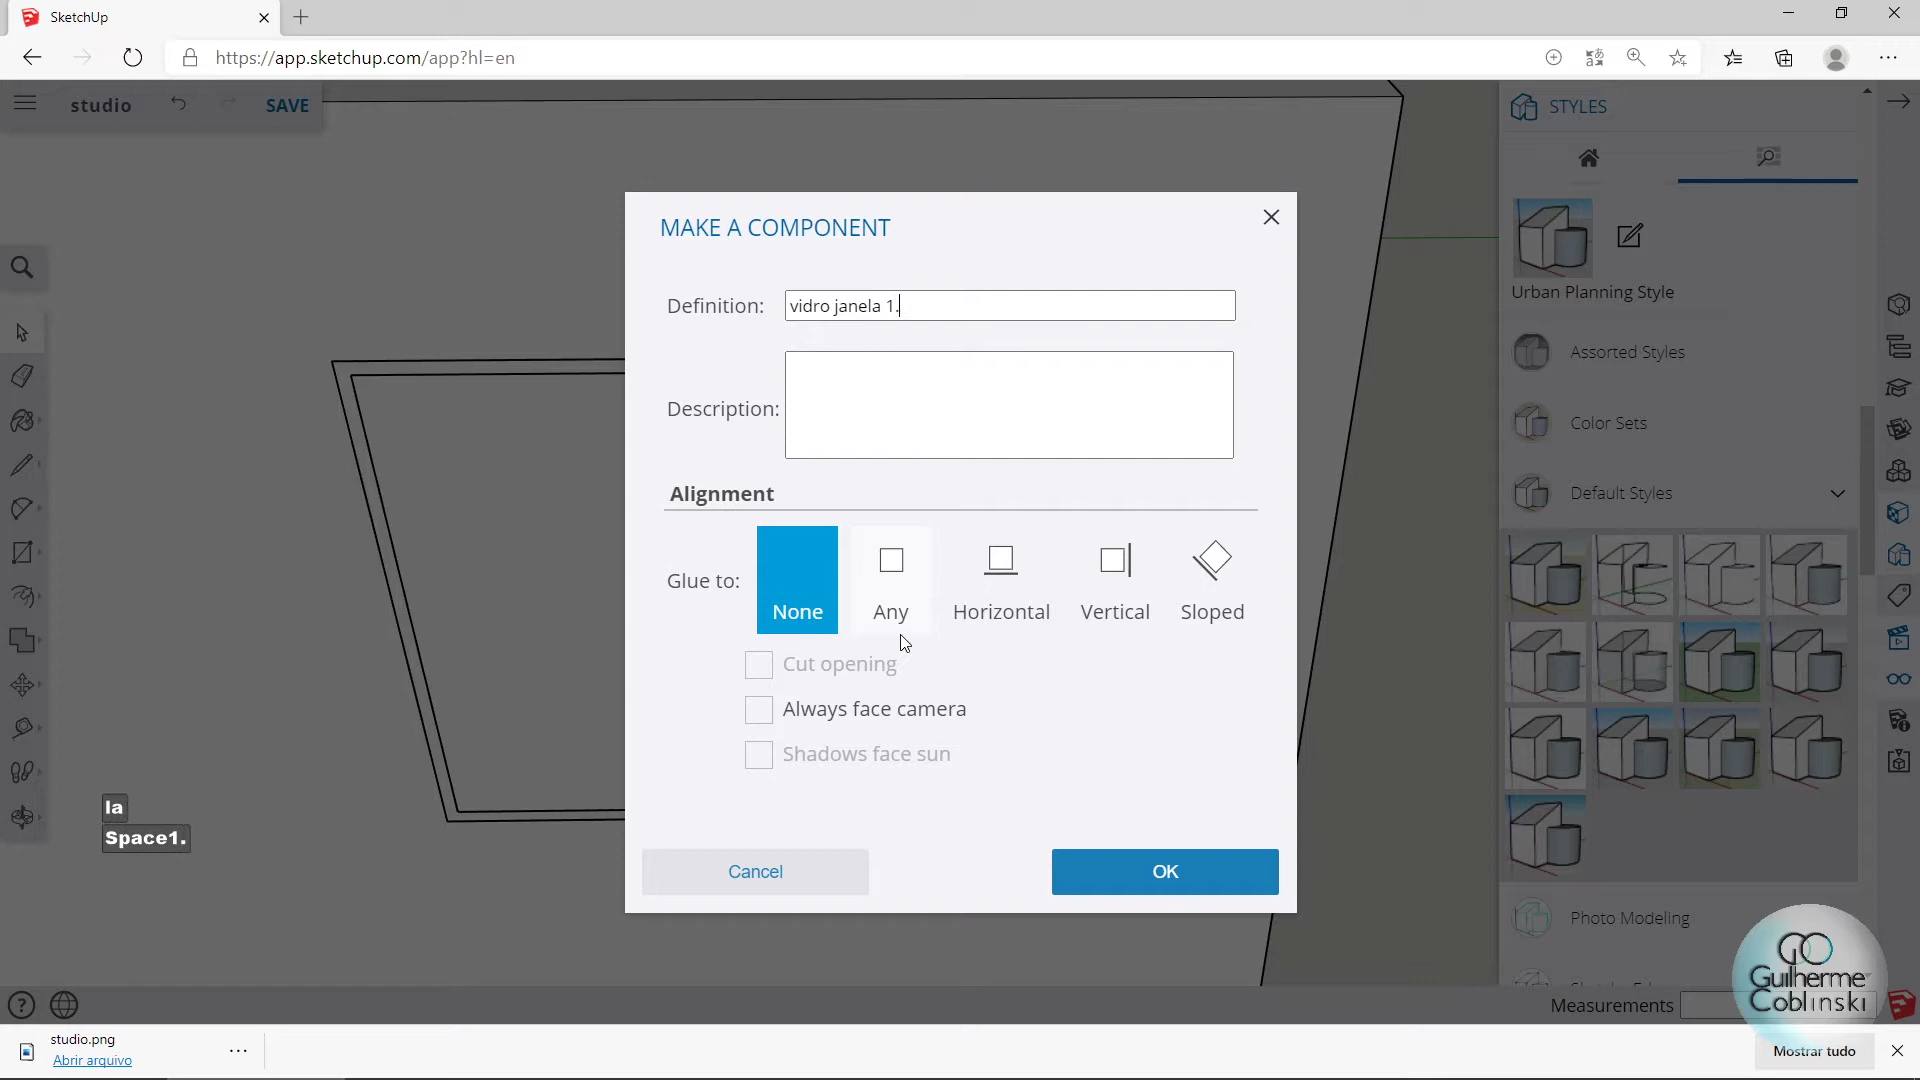 SketchUp
https://app.sketchup.com/app?hl=en
studio
SAVE
STYLES
Urban Planning Style
Assorted Styles
Color Sets
Default Styles
Photo Modeling
MAKE A COMPONENT
Definition: vidro janela 1.
Description:
Alignment
Glue to:
None Any Horizontal Vertical Sloped
Cut opening
Always face camera
Shadows face sun
Cancel OK
la
Space1.
Measurements
GO
Guilherme
Coblinski
studio.png
Abrir arquivo
Mostrar tudo